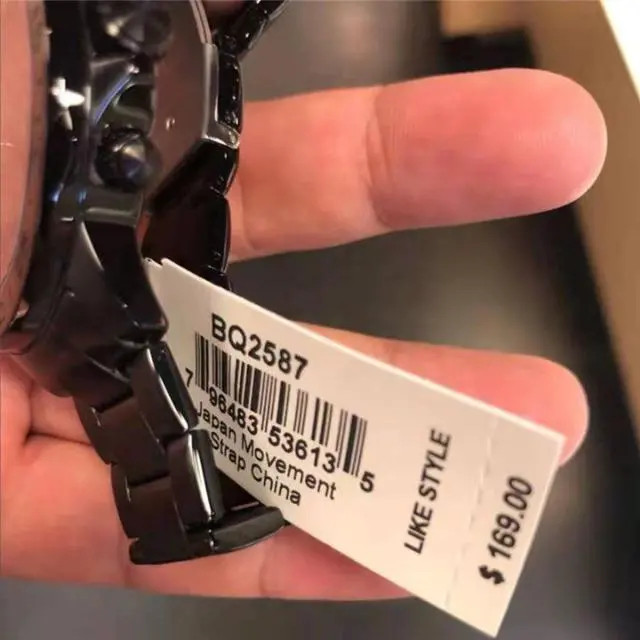 BQ2587
7 96483 53613 5
Japan Movement
Strap China
LIKE STYLE
$ 169.00